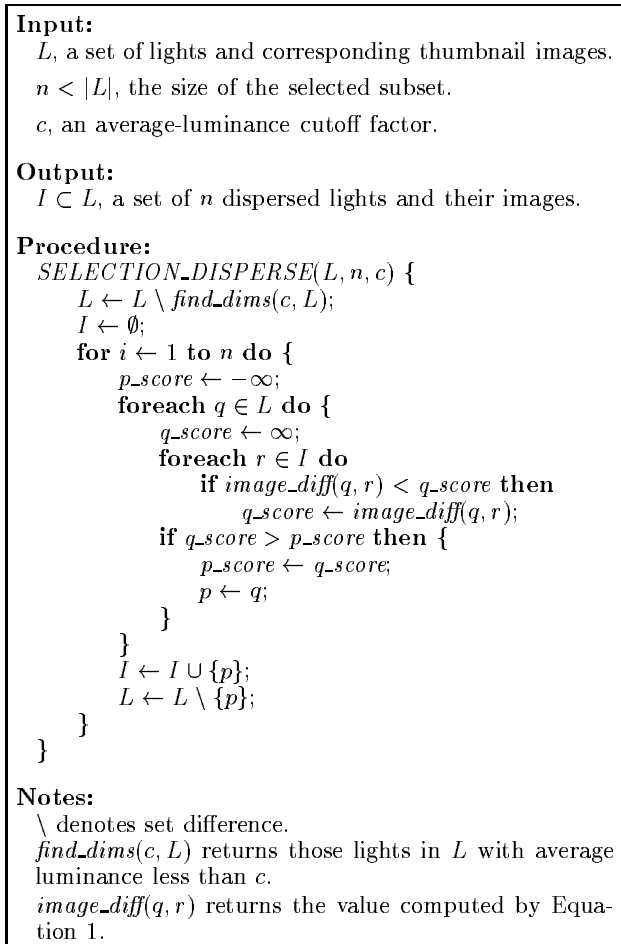 Input:
L, a set of lights and corresponding thumbnail images.
n < |L|, the size of the selected subset.
c, an average-luminance cutoff factor.
Output:
I ⊂ L, a set of n dispersed lights and their images.
Procedure:
SELECTION_DISPERSE(L, n, c) {
L ← L \ find_dims(c, L);
I ← ∅;
for i ← 1 to n do {
p_score ← −∞;
foreach q ∈ L do {
q_score ← ∞;
foreach r ∈ I do
if image_diff(q, r) < q_score then
q_score ← image_diff(q, r);
if q_score > p_score then {
p_score ← q_score;
p ← q;
}
}
I ← I ∪ {p};
L ← L \ {p};
}
}
Notes:
\ denotes set difference.
find_dims(c, L) returns those lights in L with average
luminance less than c.
image_diff(q, r) returns the value computed by Equa-
tion 1.